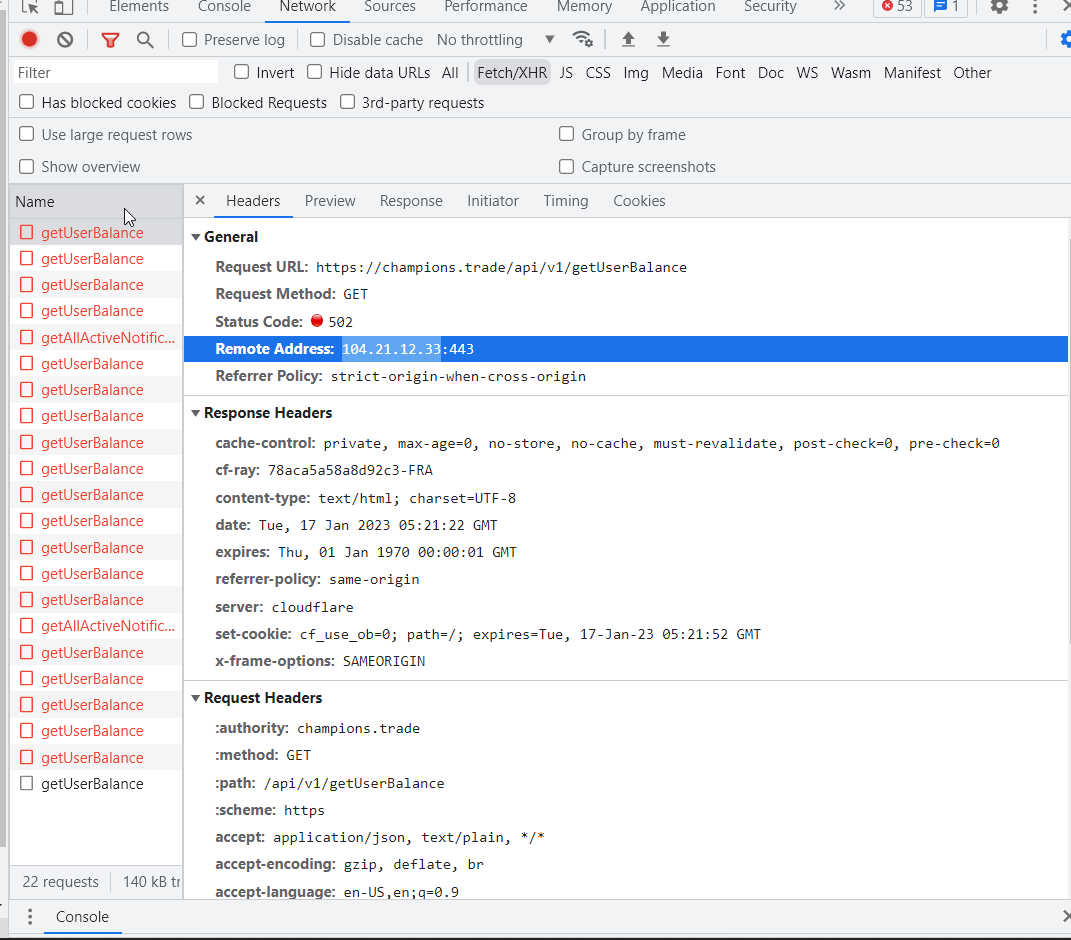 Elements Console Network Sources Performance Memory Application Security » 53 1
Preserve log Disable cache No throttling
Filter Invert Hide data URLs All Fetch/XHR JS CSS Img Media Font Doc WS Wasm Manifest Other
Has blocked cookies Blocked Requests 3rd-party requests
Use large request rows Group by frame
Show overview Capture screenshots
Name
getUserBalance
getUserBalance
getUserBalance
getUserBalance
getAllActiveNotific...
getUserBalance
getUserBalance
getUserBalance
getUserBalance
getUserBalance
getUserBalance
getUserBalance
getUserBalance
getUserBalance
getUserBalance
getAllActiveNotific...
getUserBalance
getUserBalance
getUserBalance
getUserBalance
getUserBalance
getUserBalance
22 requests 140 kB tr
× Headers Preview Response Initiator Timing Cookies
General
Request URL: https://champions.trade/api/v1/getUserBalance
Request Method: GET
Status Code: 502
Remote Address: 104.21.12.33:443
Referrer Policy: strict-origin-when-cross-origin
Response Headers
cache-control: private, max-age=0, no-store, no-cache, must-revalidate, post-check=0, pre-check=0
cf-ray: 78aca5a58a8d92c3-FRA
content-type: text/html; charset=UTF-8
date: Tue, 17 Jan 2023 05:21:22 GMT
expires: Thu, 01 Jan 1970 00:00:01 GMT
referrer-policy: same-origin
server: cloudflare
set-cookie: cf_use_ob=0; path=/; expires=Tue, 17-Jan-23 05:21:52 GMT
x-frame-options: SAMEORIGIN
Request Headers
:authority: champions.trade
:method: GET
:path: /api/v1/getUserBalance
:scheme: https
accept: application/json, text/plain, */*
accept-encoding: gzip, deflate, br
accept-language: en-US,en;q=0.9
Console